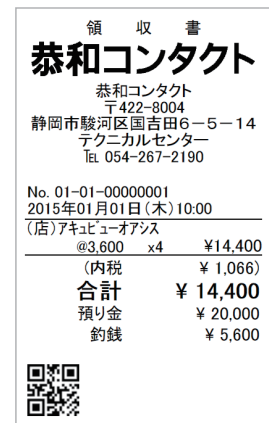 領　収　書
恭和コンタクト
恭和コンタクト
〒422-8004
静岡市駿河区国吉田6-5-14
テクニカルセンター
℡ 054-267-2190
No. 01-01-00000001
2015年01月01日(木)10:00
(店)アキュビューオアシス
@3,600 x4 ¥14,400
(内税 ¥ 1,066)
合計 ¥ 14,400
預り金 ¥ 20,000
釣銭 ¥ 5,600